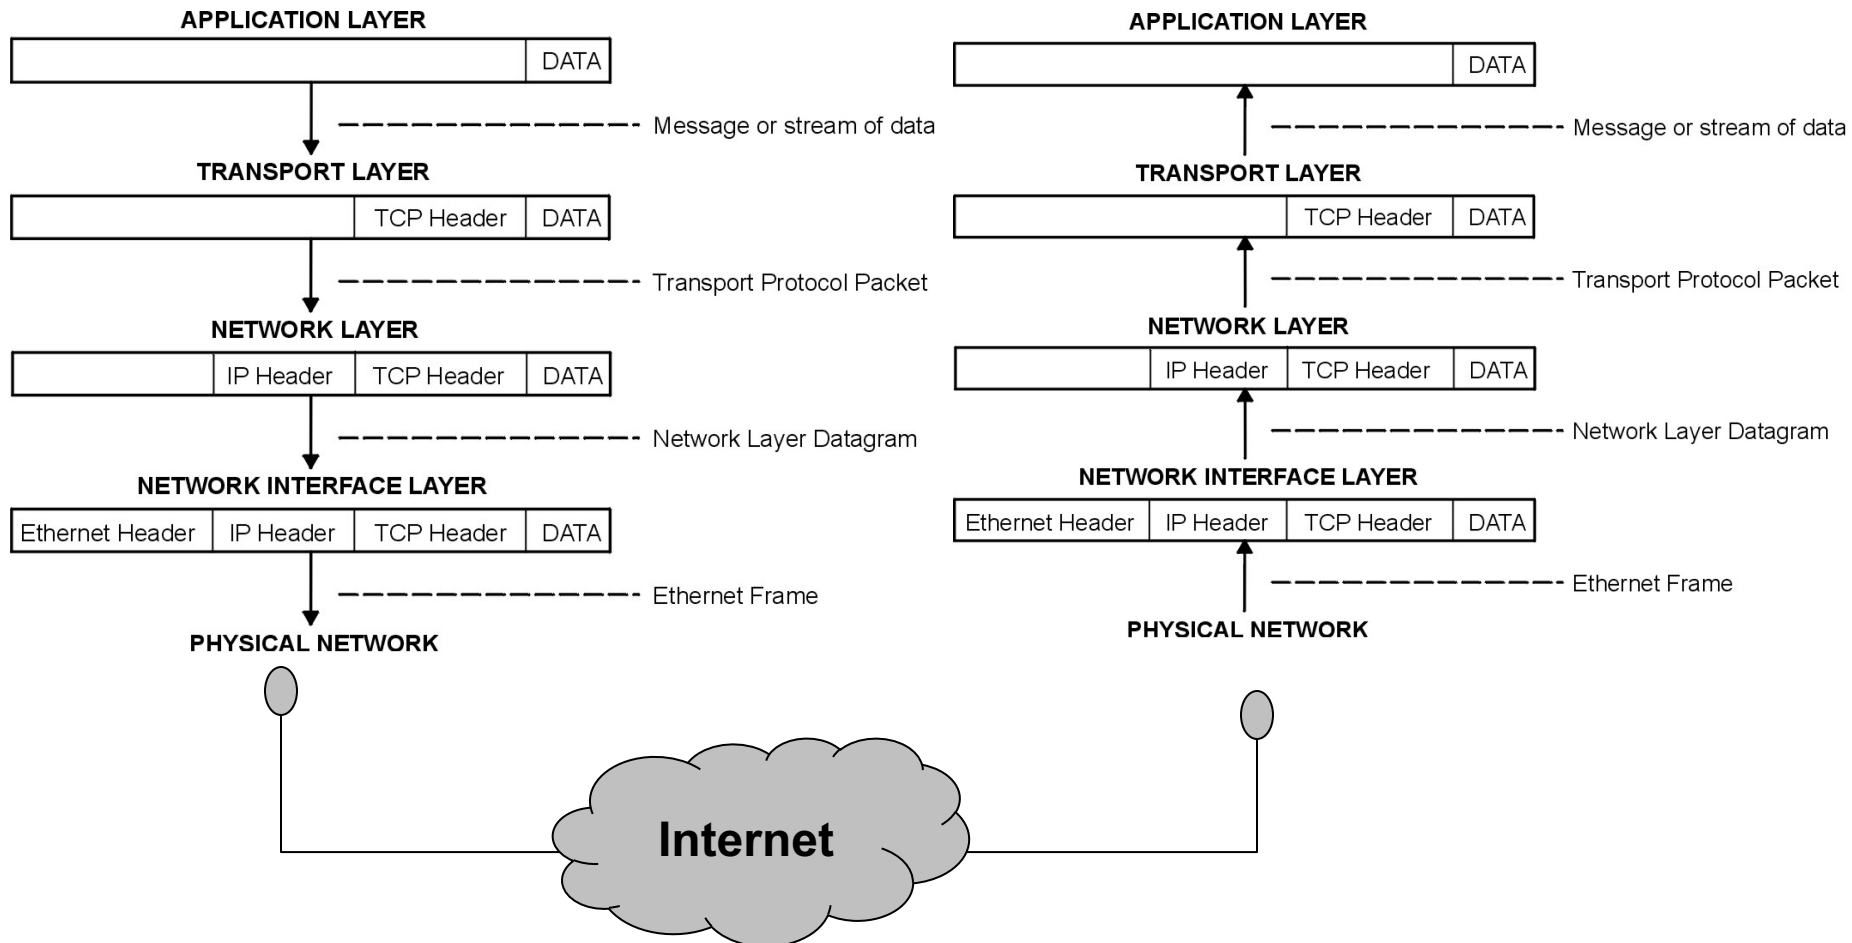 APPLICATION LAYER
DATA
Message or stream of data
TRANSPORT LAYER
TCP Header DATA
Transport Protocol Packet
NETWORK LAYER
IP Header TCP Header DATA
Network Layer Datagram
NETWORK INTERFACE LAYER
Ethernet Header IP Header TCP Header DATA
Ethernet Frame
PHYSICAL NETWORK
APPLICATION LAYER
DATA
Message or stream of data
TRANSPORT LAYER
TCP Header DATA
Transport Protocol Packet
NETWORK LAYER
IP Header TCP Header DATA
Network Layer Datagram
NETWORK INTERFACE LAYER
Ethernet Header IP Header TCP Header DATA
Ethernet Frame
PHYSICAL NETWORK
Internet